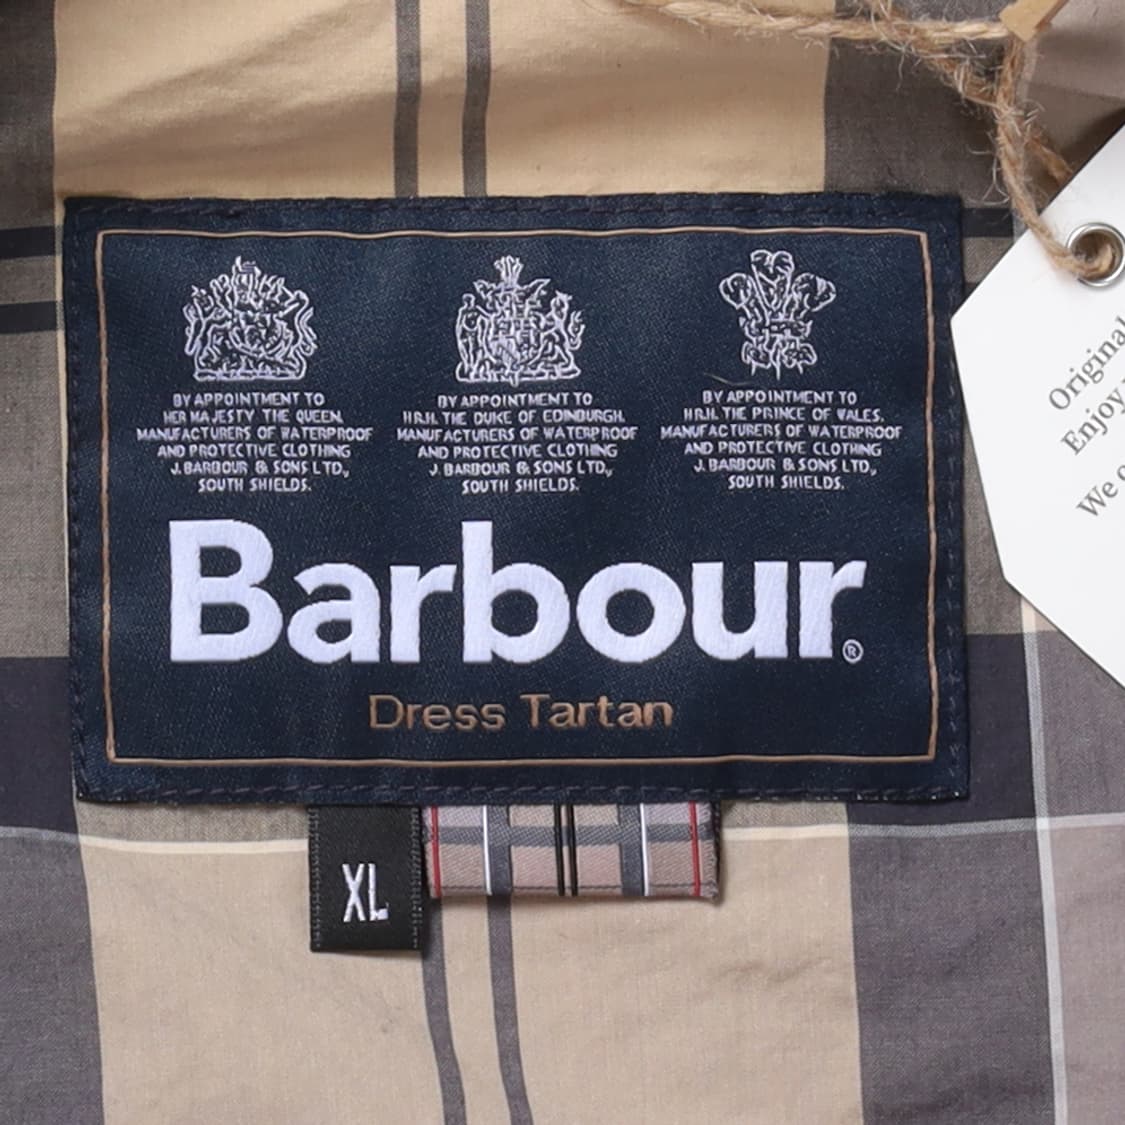 BY APPOINTMENT TO
HER MAJESTY THE QUEEN,
MANUFACTURERS OF WATERPROOF
AND PROTECTIVE CLOTHING
J. BARBOUR & SONS LTD.,
SOUTH SHIELDS.
BY APPOINTMENT TO
H.R.H. THE DUKE OF EDINBURGH,
MANUFACTURERS OF WATERPROOF
AND PROTECTIVE CLOTHING
J. BARBOUR & SONS LTD.,
SOUTH SHIELDS.
BY APPOINTMENT TO
H.R.H. THE PRINCE OF WALES.
MANUFACTURERS OF WATERPROOF
AND PROTECTIVE CLOTHING
J. BARBOUR & SONS LTD.,
SOUTH SHIELDS.
Barbour®
Dress Tartan
XL
Original
Enjoy
We